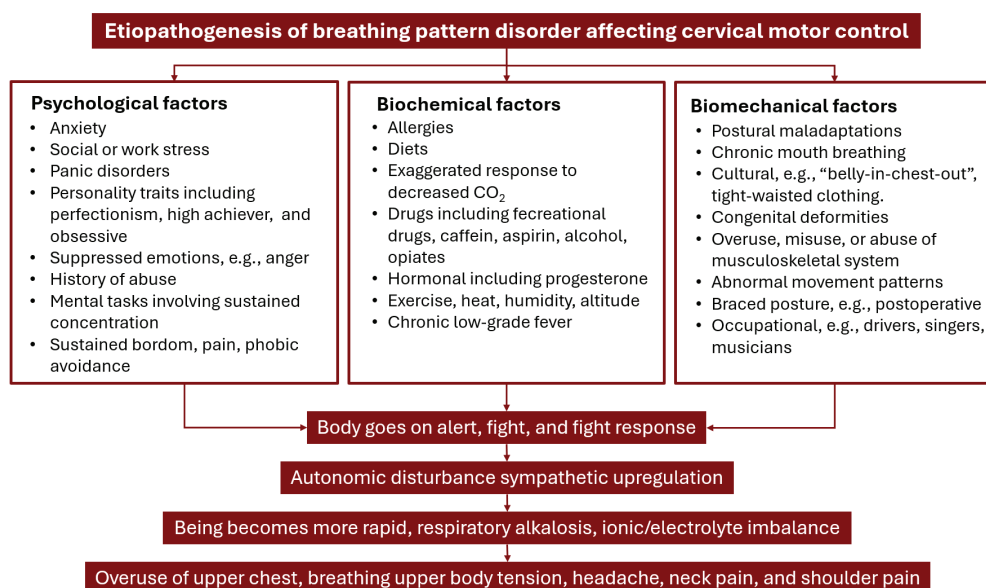 Etiopathogenesis of breathing pattern disorder affecting cervical motor control
Psychological factors
• Anxiety
• Social or work stress
• Panic disorders
• Personality traits including
perfectionism, high achiever, and
obsessive
• Suppressed emotions, e.g., anger
• History of abuse
• Mental tasks involving sustained
concentration
• Sustained bordom, pain, phobic
avoidance
Biochemical factors
• Allergies
• Diets
• Exaggerated response to
decreased CO₂
• Drugs including fecreational
drugs, caffein, aspirin, alcohol,
opiates
• Hormonal including progesterone
• Exercise, heat, humidity, altitude
• Chronic low-grade fever
Biomechanical factors
• Postural maladaptations
• Chronic mouth breathing
• Cultural, e.g., “belly-in-chest-out”,
tight-waisted clothing.
• Congenital deformities
• Overuse, misuse, or abuse of
musculoskeletal system
• Abnormal movement patterns
• Braced posture, e.g., postoperative
• Occupational, e.g., drivers, singers,
musicians
Body goes on alert, fight, and fight response
Autonomic disturbance sympathetic upregulation
Being becomes more rapid, respiratory alkalosis, ionic/electrolyte imbalance
Overuse of upper chest, breathing upper body tension, headache, neck pain, and shoulder pain